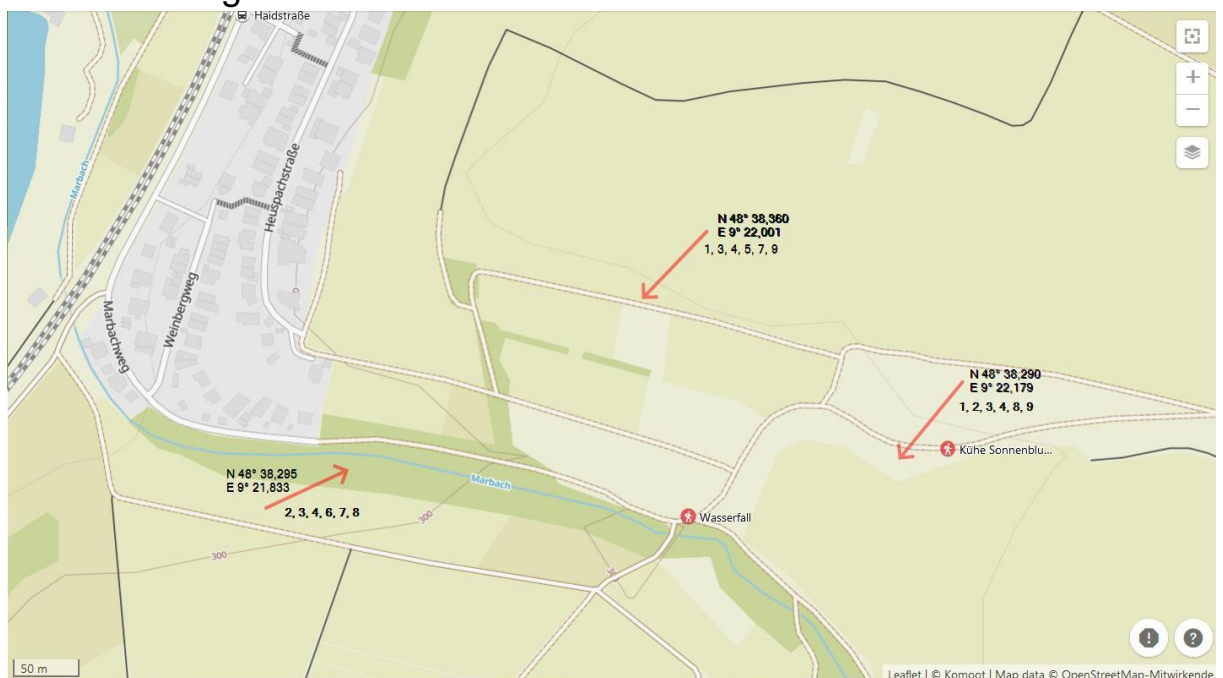 Haidstraße
Marbach
Heuspachstraße
Weinbergweg
Marbachweg
N 48° 38,360
E 9° 22,001
1, 3, 4, 5, 7, 9
N 48° 38,290
E 9° 22,179
1, 2, 3, 4, 8, 9
Kühe Sonnenblu...
N 48° 38,295
E 9° 21,833
2, 3, 4, 6, 7, 8
Marbach
300
Wasserfall
300
300
50 m
Leaflet | © Komoot | Map data © OpenStreetMap-Mitwirkende